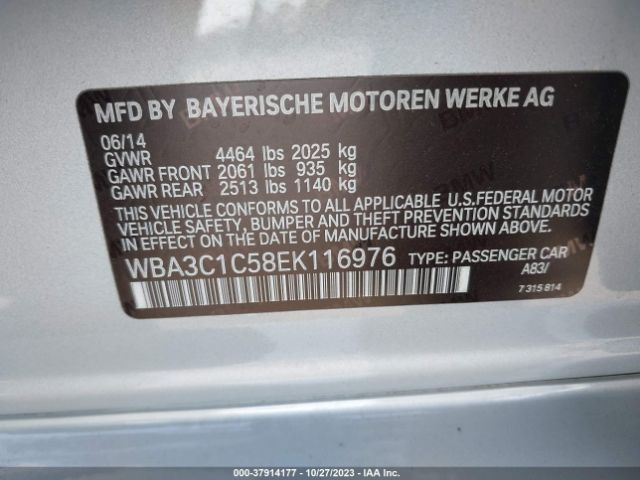 MFD BY BAYERISCHE MOTOREN WERKE AG
06/14
GVWR 4464 lbs 2025 kg
GAWR FRONT 2061 lbs 935 kg
GAWR REAR 2513 lbs 1140 kg
THIS VEHICLE CONFORMS TO ALL APPLICABLE U.S.FEDERAL MOTOR
VEHICLE SAFETY, BUMPER AND THEFT PREVENTION STANDARDS
IN EFFECT ON THE DATE OF MANUFACTURE SHOWN ABOVE.
WBA3C1C58EK116976 TYPE: PASSENGER CAR
A83/
7 315 814
000-37914177 - 10/27/2023 - IAA Inc.